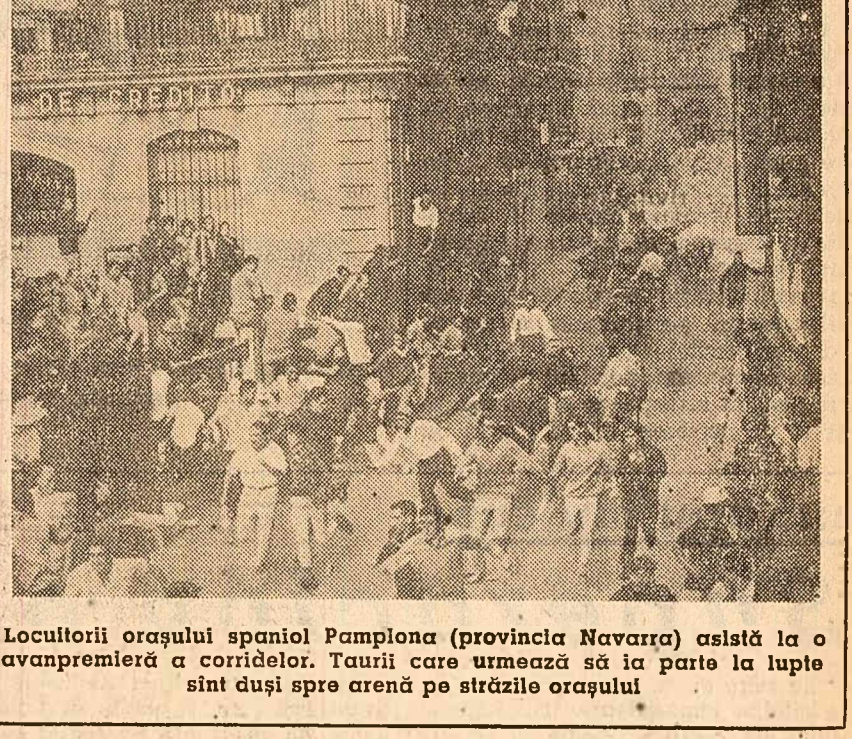 DE CREDITO
Locuitorii orașului spaniol Pamplona (provincia Navarra) asistă la o
avanpremieră a corridelor. Taurii care urmează să ia parte la lupte
sînt duși spre arenă pe străzile orașului